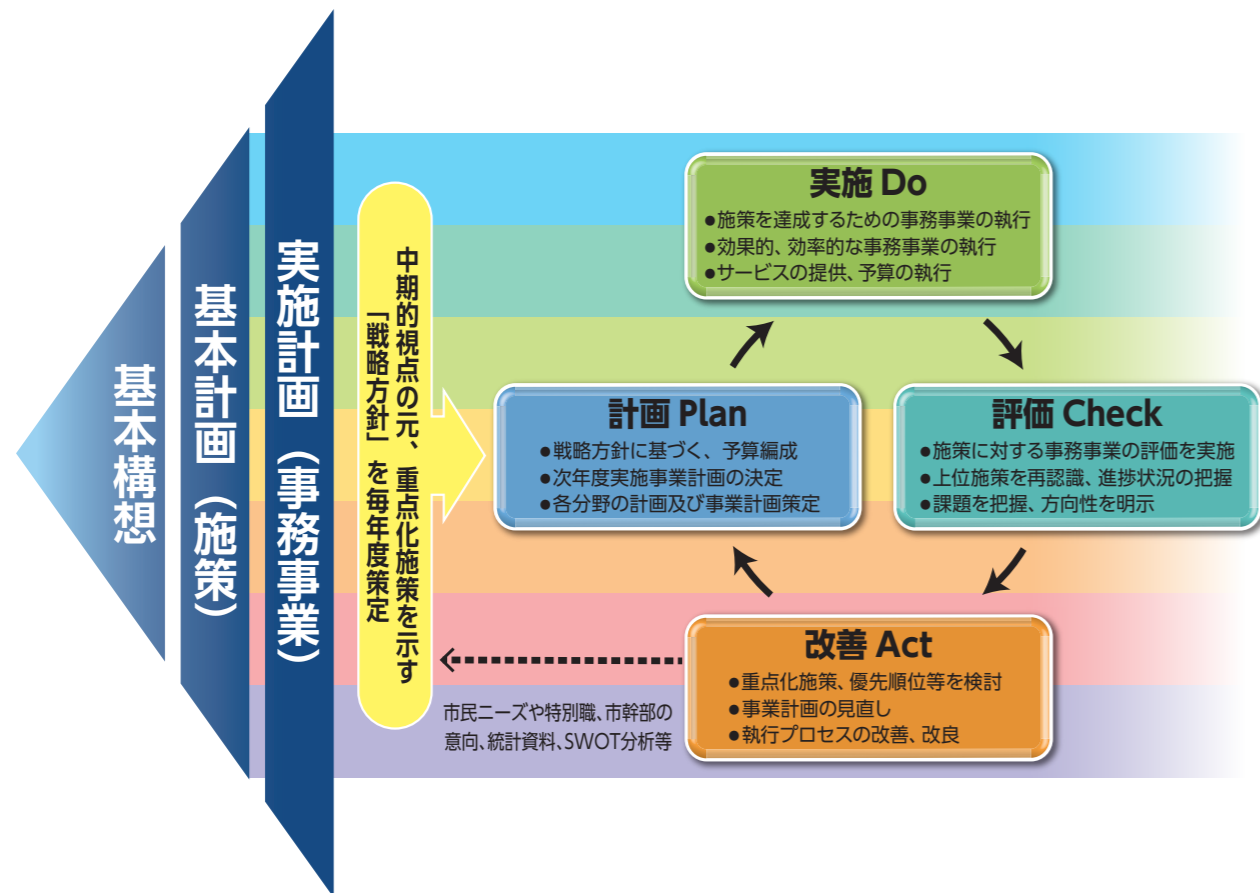 基本構想
基本計画（施策）
実施計画（事務事業）
中期的視点の元、重点化施策を示す
「戦略方針」を毎年度策定
実施 Do
●施策を達成するための事務事業の執行
●効果的、効率的な事務事業の執行
●サービスの提供、予算の執行
計画 Plan
●戦略方針に基づく、予算編成
●次年度実施事業計画の決定
●各分野の計画及び事業計画策定
評価 Check
●施策に対する事務事業の評価を実施
●上位施策を再認識、進捗状況の把握
●課題を把握、方向性を明示
改善 Act
●重点化施策、優先順位等を検討
●事業計画の見直し
●執行プロセスの改善、改良
市民ニーズや特別職、市幹部の
意向、統計資料、SWOT分析等